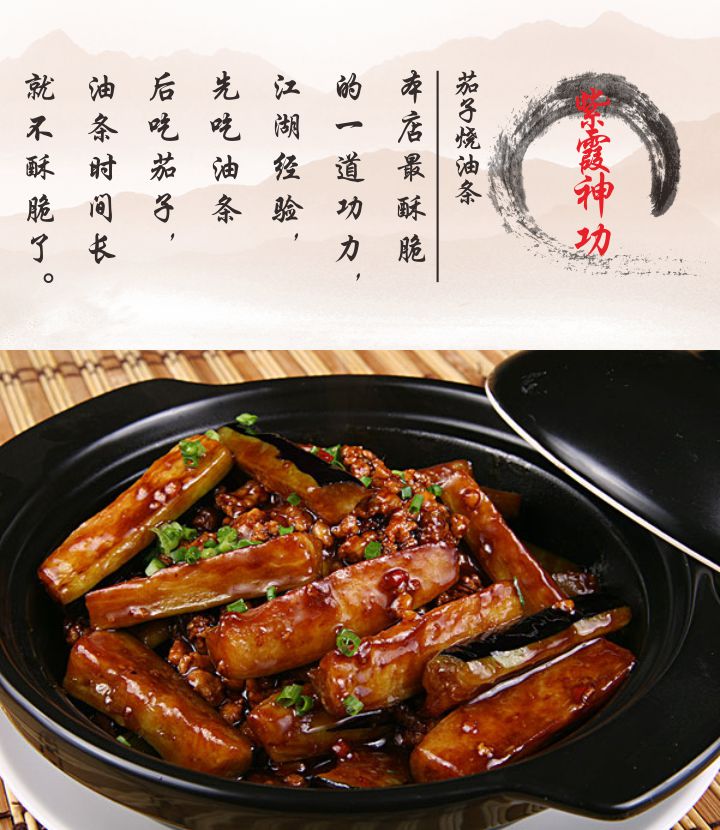 紫霞神功
茄子烧油条
本店最酥脆
的一道功力，
江湖经验，
先吃油条
后吃茄子，
油条时间长
就不酥脆了。